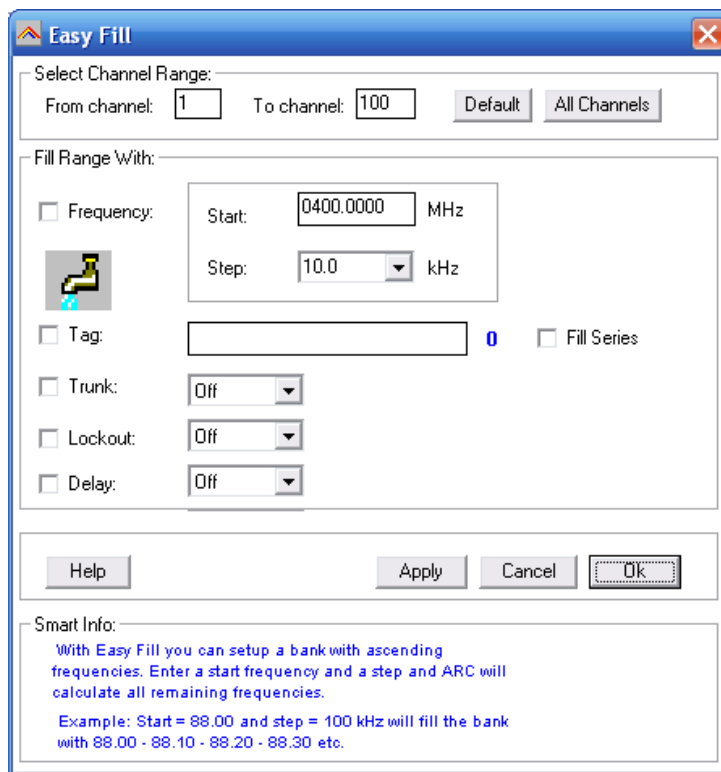 Easy Fill
Select Channel Range:
From channel: 1 To channel: 100 Default All Channels
Fill Range With:
Frequency: Start: 0400.0000 MHz
Step: 10.0 kHz
Tag: 0 Fill Series
Trunk: Off
Lockout: Off
Delay: Off
Help Apply Cancel Ok
Smart Info:
With Easy Fill you can setup a bank with ascending
frequencies. Enter a start frequency and a step and ARC will
calculate all remaining frequencies.
Example: Start = 88.00 and step = 100 kHz will fill the bank
with 88.00 - 88.10 - 88.20 - 88.30 etc.